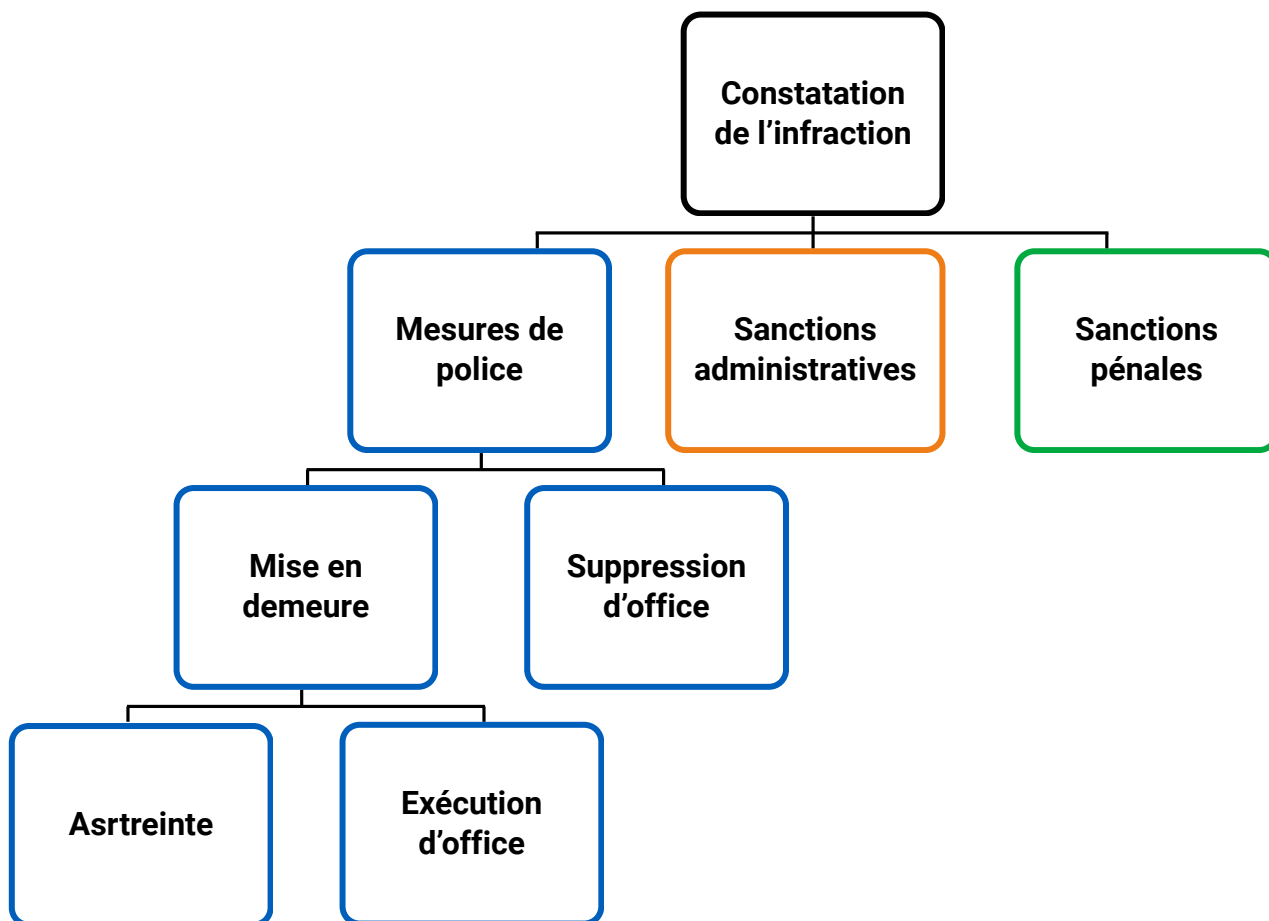 Constatation
de l’infraction
Mesures de
police
Sanctions
administratives
Sanctions
pénales
Mise en
demeure
Suppression
d’office
Asrtreinte
Exécution
d’office